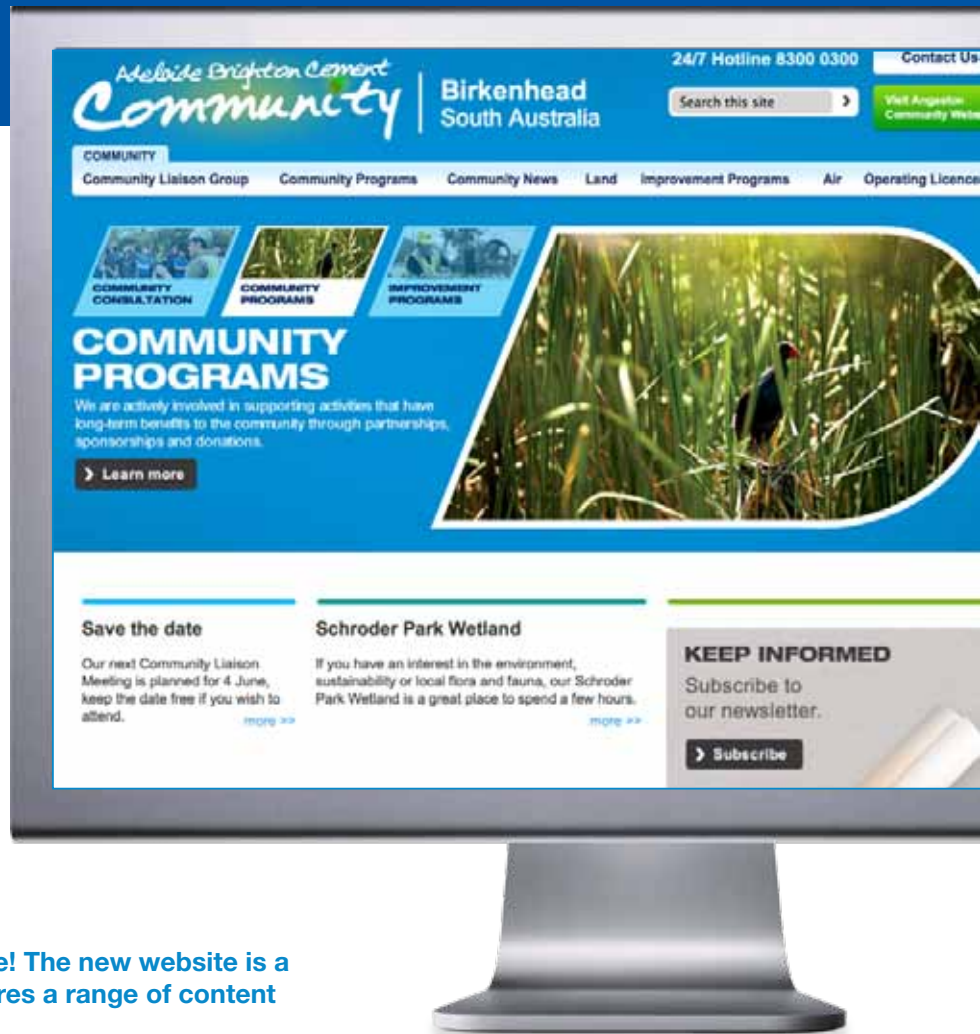 Adelaide Brighton Cement
Community
Birkenhead
South Australia
24/7 Hotline 8300 0300
Contact Us
Search this site
Visit Angaston
Community
COMMUNITY
Community Liaison Group Community Programs Community News Land Improvement Programs Air Operating Licence
COMMUNITY
CONSULTATION
COMMUNITY
PROGRAMS
IMPROVEMENT
PROGRAMS
COMMUNITY
PROGRAMS
We are actively involved in supporting activities that have
long-term benefits to the community through partnerships,
sponsorships and donations.
Learn more
Save the date
Our next Community Liaison
Meeting is planned for 4 June,
keep the date free if you wish to
attend.
more >>
Schroder Park Wetland
If you have an interest in the environment,
sustainability or local flora and fauna, our Schroder
Park Wetland is a great place to spend a few hours.
more >>
KEEP INFORMED
Subscribe to
our newsletter.
Subscribe
e! The new website is a
res a range of content